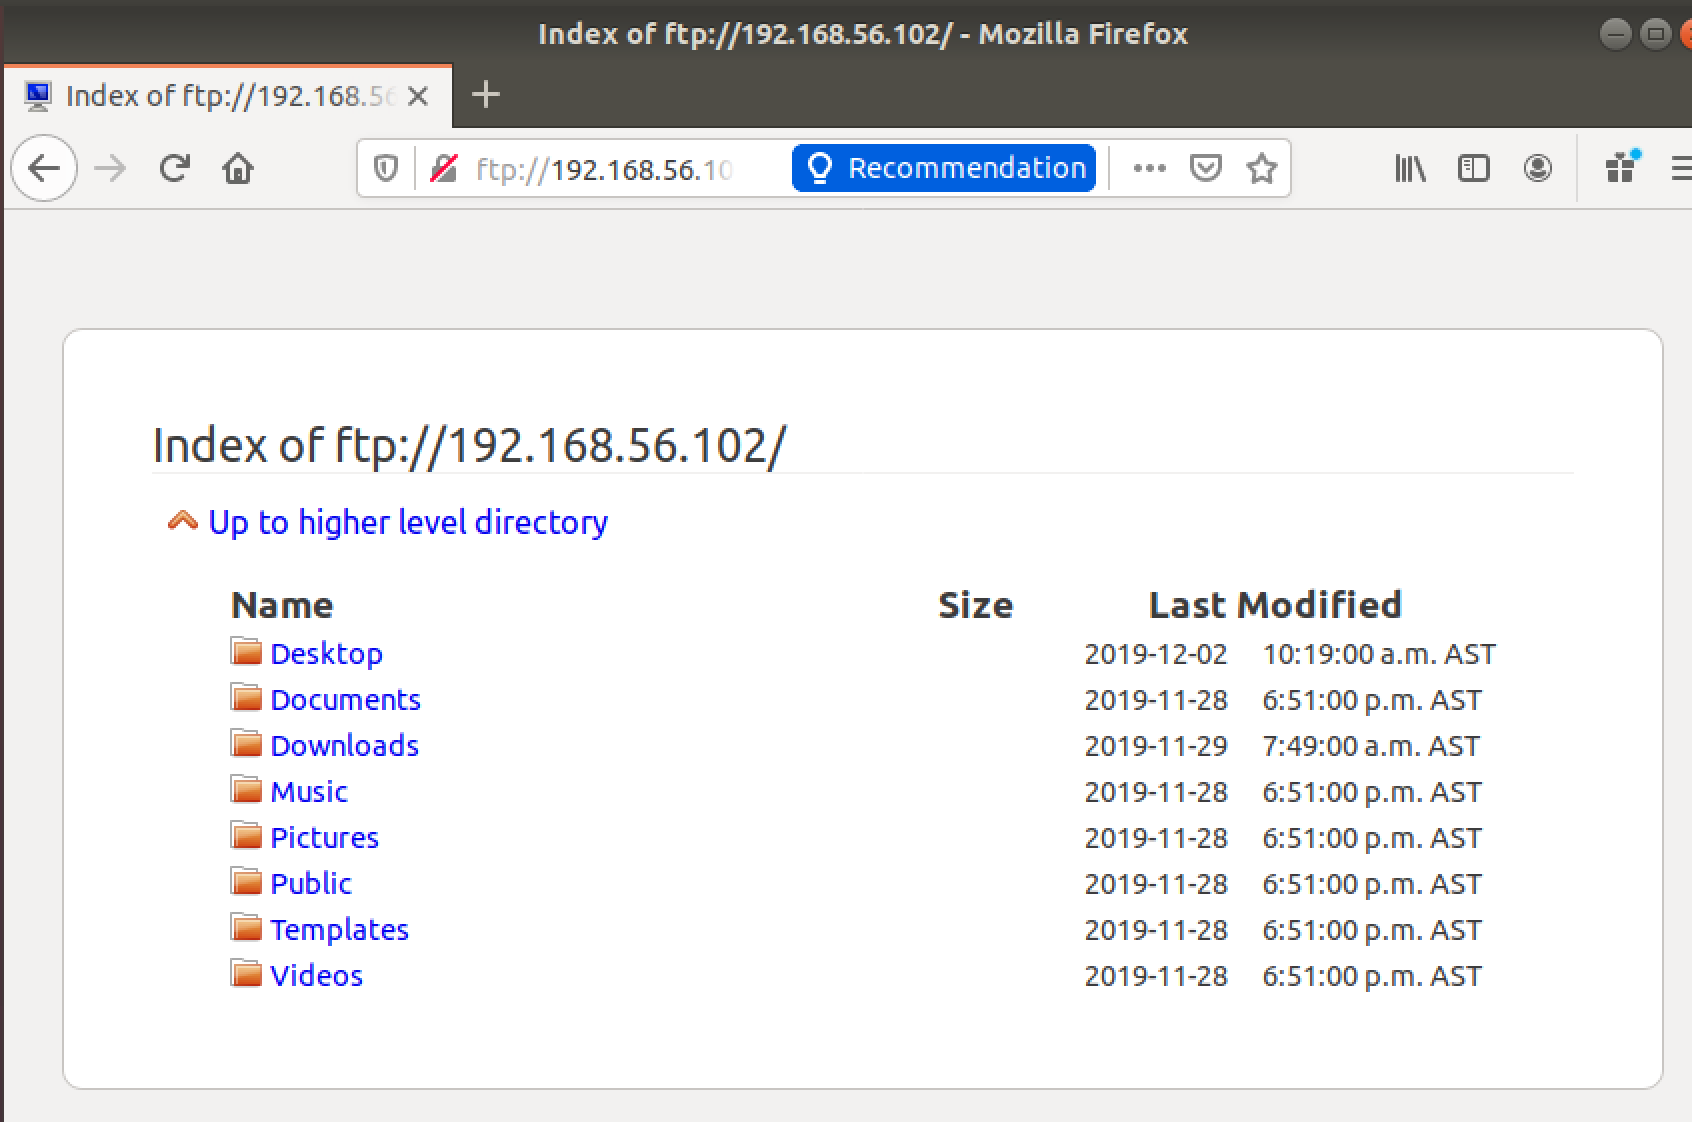 Index of ftp://192.168.56.102/ - Mozilla Firefox
Index of ftp://192.168.56
ftp://192.168.56.10 Recommendation
Index of ftp://192.168.56.102/
Up to higher level directory
Name Size Last Modified
Desktop 2019-12-02 10:19:00 a.m. AST
Documents 2019-11-28 6:51:00 p.m. AST
Downloads 2019-11-29 7:49:00 a.m. AST
Music 2019-11-28 6:51:00 p.m. AST
Pictures 2019-11-28 6:51:00 p.m. AST
Public 2019-11-28 6:51:00 p.m. AST
Templates 2019-11-28 6:51:00 p.m. AST
Videos 2019-11-28 6:51:00 p.m. AST